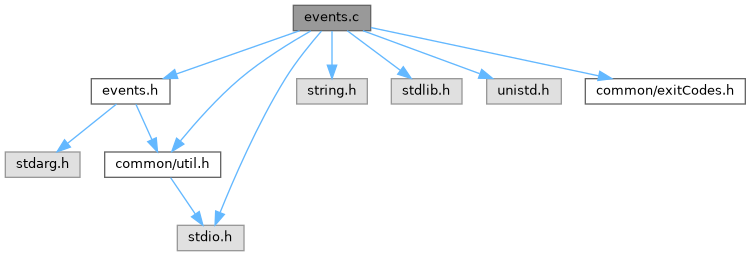 events.c
events.h
string.h
stdlib.h
unistd.h
common/exitCodes.h
stdarg.h
common/util.h
stdio.h